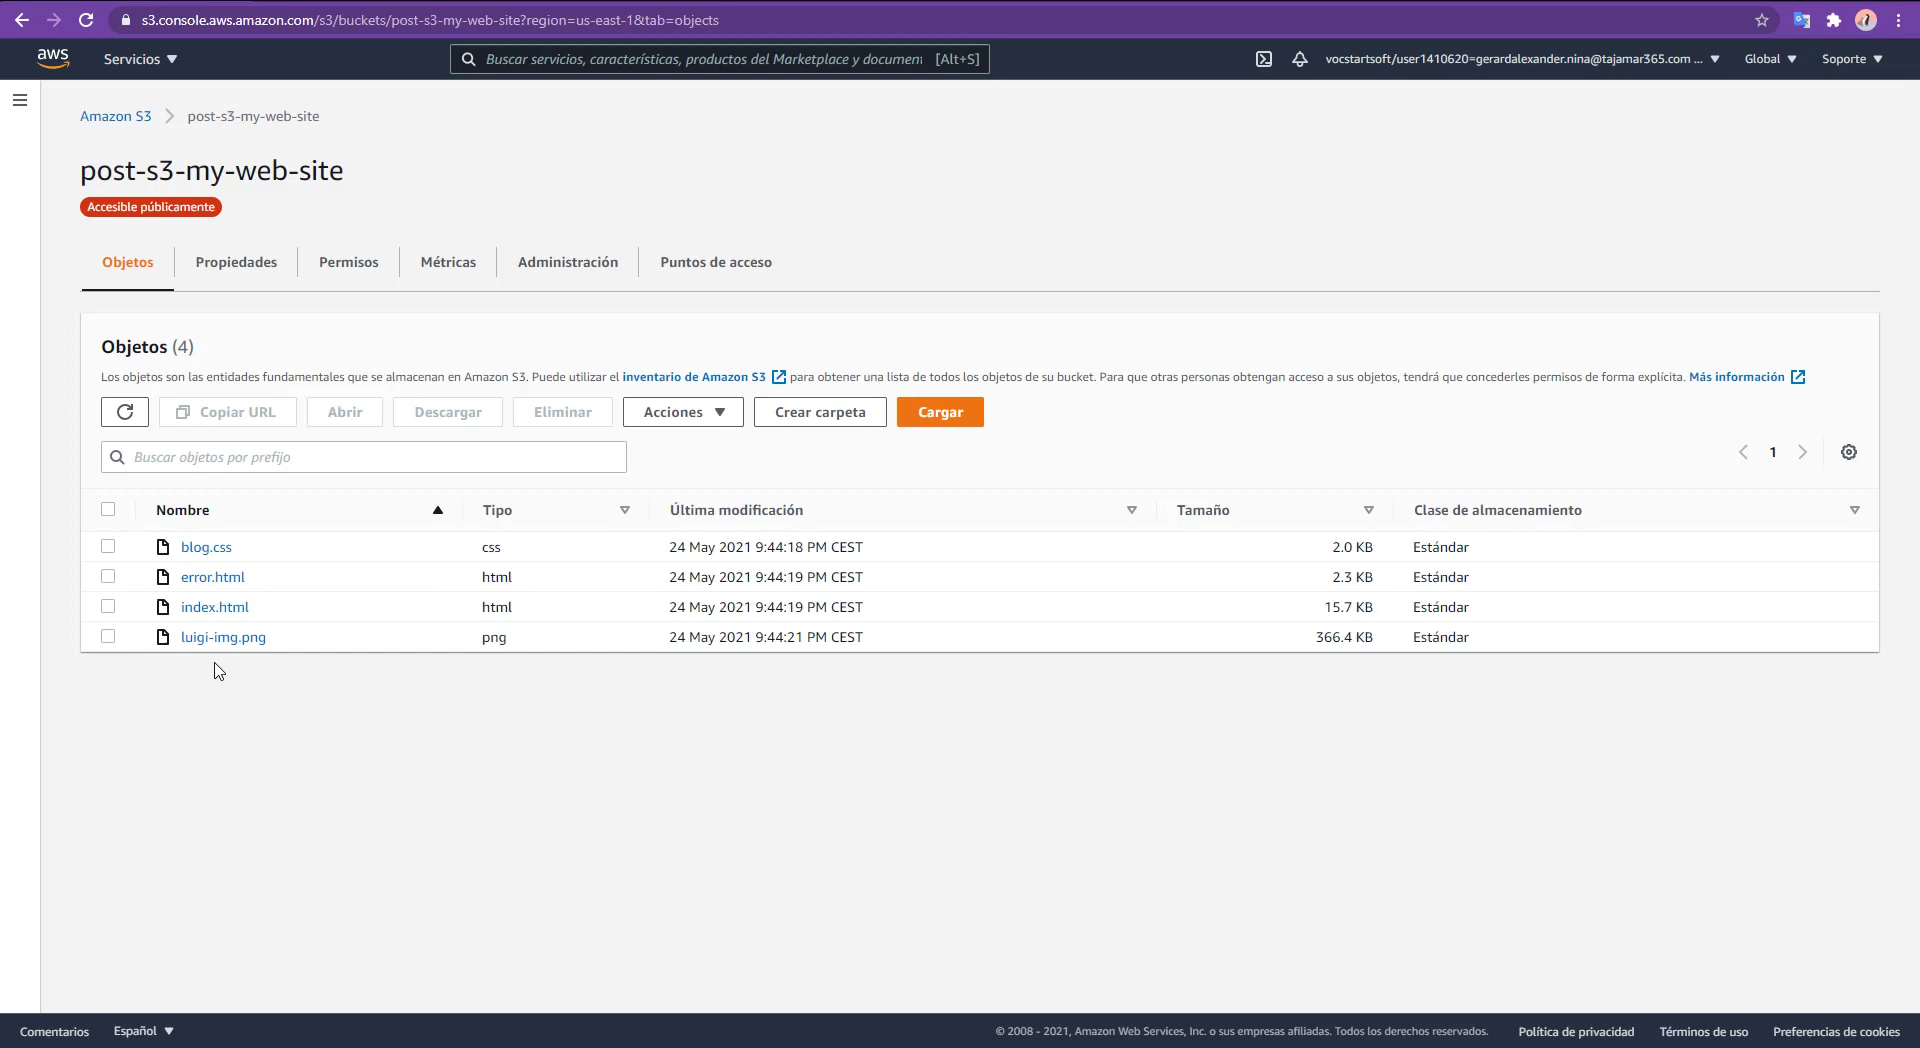 s3.console.aws.amazon.com/s3/buckets/post-s3-my-web-site?region=us-east-1&tab=objects
aws Servicios Buscar servicios, características, productos del Marketplace y document [Alt+S] vocstartsoft/user1410620=gerardalexander.nina@tajamar365.com ... Global Soporte
Amazon S3 post-s3-my-web-site
post-s3-my-web-site
Accesible públicamente
Objetos Propiedades Permisos Métricas Administración Puntos de acceso
Objetos (4)
Los objetos son las entidades fundamentales que se almacenan en Amazon S3. Puede utilizar el inventario de Amazon S3 para obtener una lista de todos los objetos de su bucket. Para que otras personas obtengan acceso a sus objetos, tendrá que concederles permisos de forma explícita. Más información
Copiar URL Abrir Descargar Eliminar Acciones Crear carpeta Cargar
Buscar objetos por prefijo 1
Nombre Tipo Última modificación Tamaño Clase de almacenamiento
blog.css css 24 May 2021 9:44:18 PM CEST 2.0 KB Estándar
error.html html 24 May 2021 9:44:19 PM CEST 2.3 KB Estándar
index.html html 24 May 2021 9:44:19 PM CEST 15.7 KB Estándar
luigi-img.png png 24 May 2021 9:44:21 PM CEST 366.4 KB Estándar
Comentarios Español © 2008 - 2021, Amazon Web Services, Inc. o sus empresas afiliadas. Todos los derechos reservados. Política de privacidad Términos de uso Preferencias de cookies